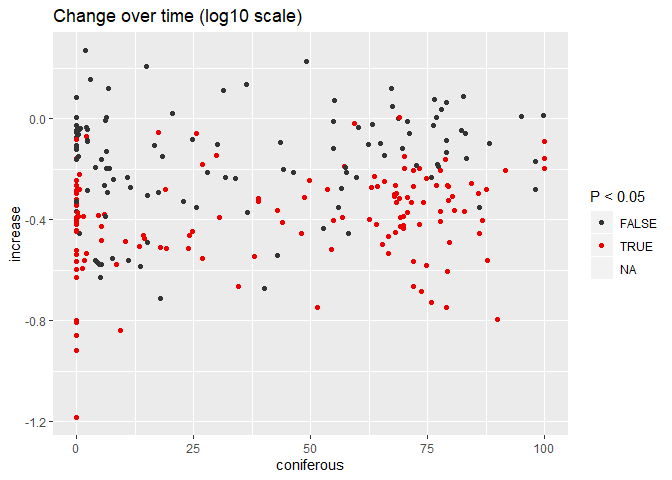 Change over time (log10 scale)
increase
0.0
-0.4
-0.8
-1.2
0
25
50
75
100
coniferous
P < 0.05
FALSE
TRUE
NA